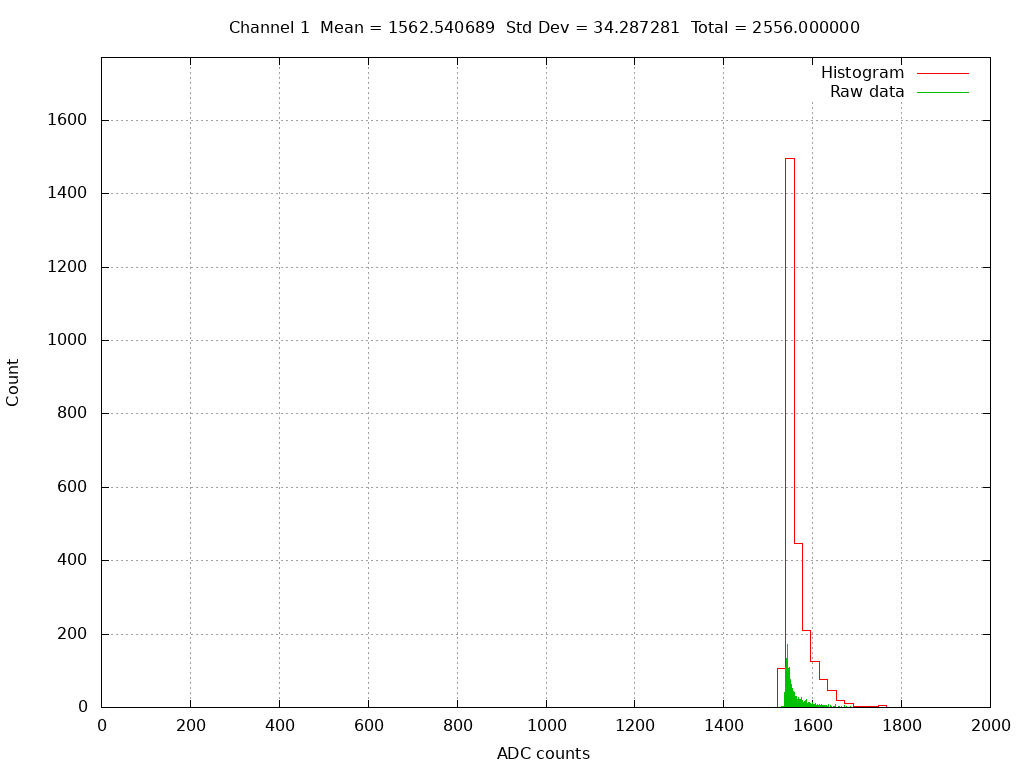 Channel 1  Mean = 1562.540689  Std Dev = 34.287281  Total = 2556.000000
Histogram
Raw data
1600
1400
1200
1000
800
600
400
200
0
Count
0 200 400 600 800 1000 1200 1400 1600 1800 2000
ADC counts